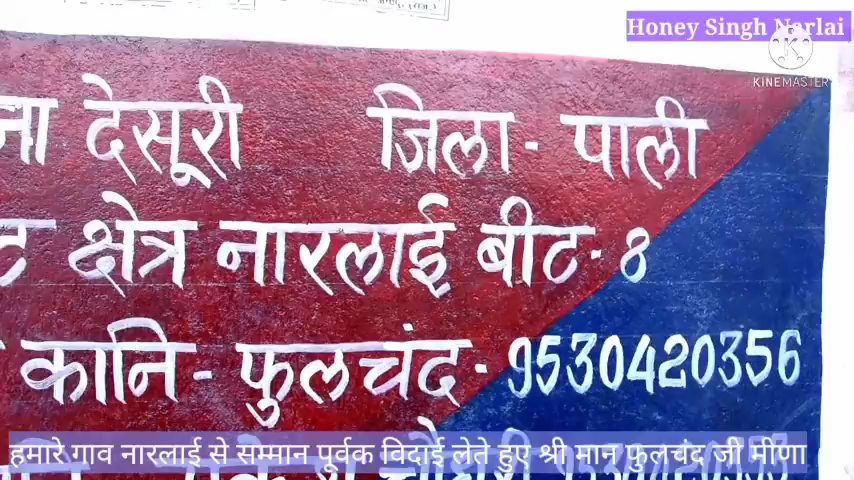 Honey Singh Narlai
KINEMASTER
देसूरी जिला - पाली
क्षेत्र नारलाई बीट - 8
कानि - फुलचंद - 9530420356
हमारे गाव नारलाई से सम्मान पूर्वक विदाई लेते हुए श्री मान फुलचंद जी मीणा